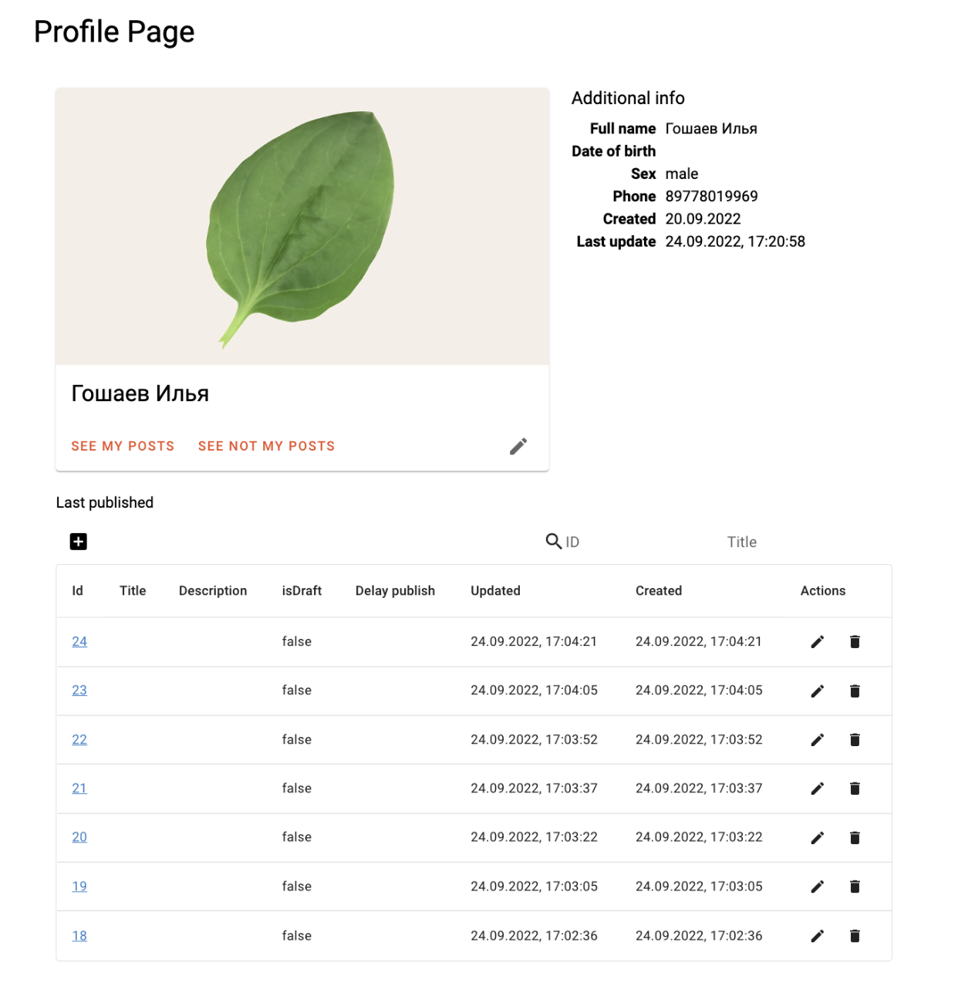 Profile Page
Additional info
Full name Гошаев Илья
Date of birth
Sex male
Phone 89778019969
Created 20.09.2022
Last update 24.09.2022, 17:20:58
Гошаев Илья
SEE MY POSTS SEE NOT MY POSTS
Last published
ID Title
Id Title Description isDraft Delay publish Updated Created Actions
24 false 24.09.2022, 17:04:21 24.09.2022, 17:04:21
23 false 24.09.2022, 17:04:05 24.09.2022, 17:04:05
22 false 24.09.2022, 17:03:52 24.09.2022, 17:03:52
21 false 24.09.2022, 17:03:37 24.09.2022, 17:03:37
20 false 24.09.2022, 17:03:22 24.09.2022, 17:03:22
19 false 24.09.2022, 17:03:05 24.09.2022, 17:03:05
18 false 24.09.2022, 17:02:36 24.09.2022, 17:02:36